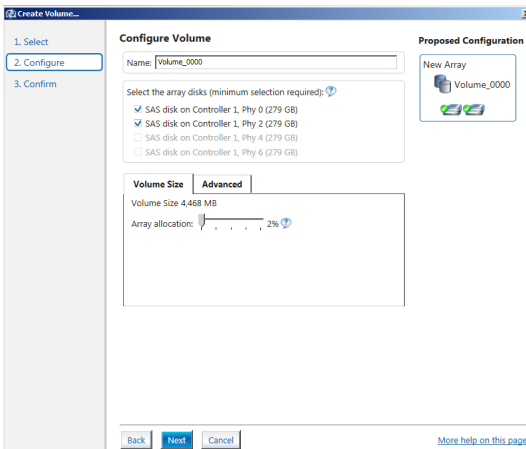 Create Volume...
1. Select
2. Configure
3. Confirm
Configure Volume
Name: Volume_0000
Select the array disks (minimum selection required):
SAS disk on Controller 1, Phy 0 (279 GB)
SAS disk on Controller 1, Phy 2 (279 GB)
SAS disk on Controller 1, Phy 4 (279 GB)
SAS disk on Controller 1, Phy 6 (279 GB)
Volume Size Advanced
Volume Size 4,468 MB
Array allocation: 2%
Proposed Configuration
New Array
Volume_0000
Back Next Cancel
More help on this page